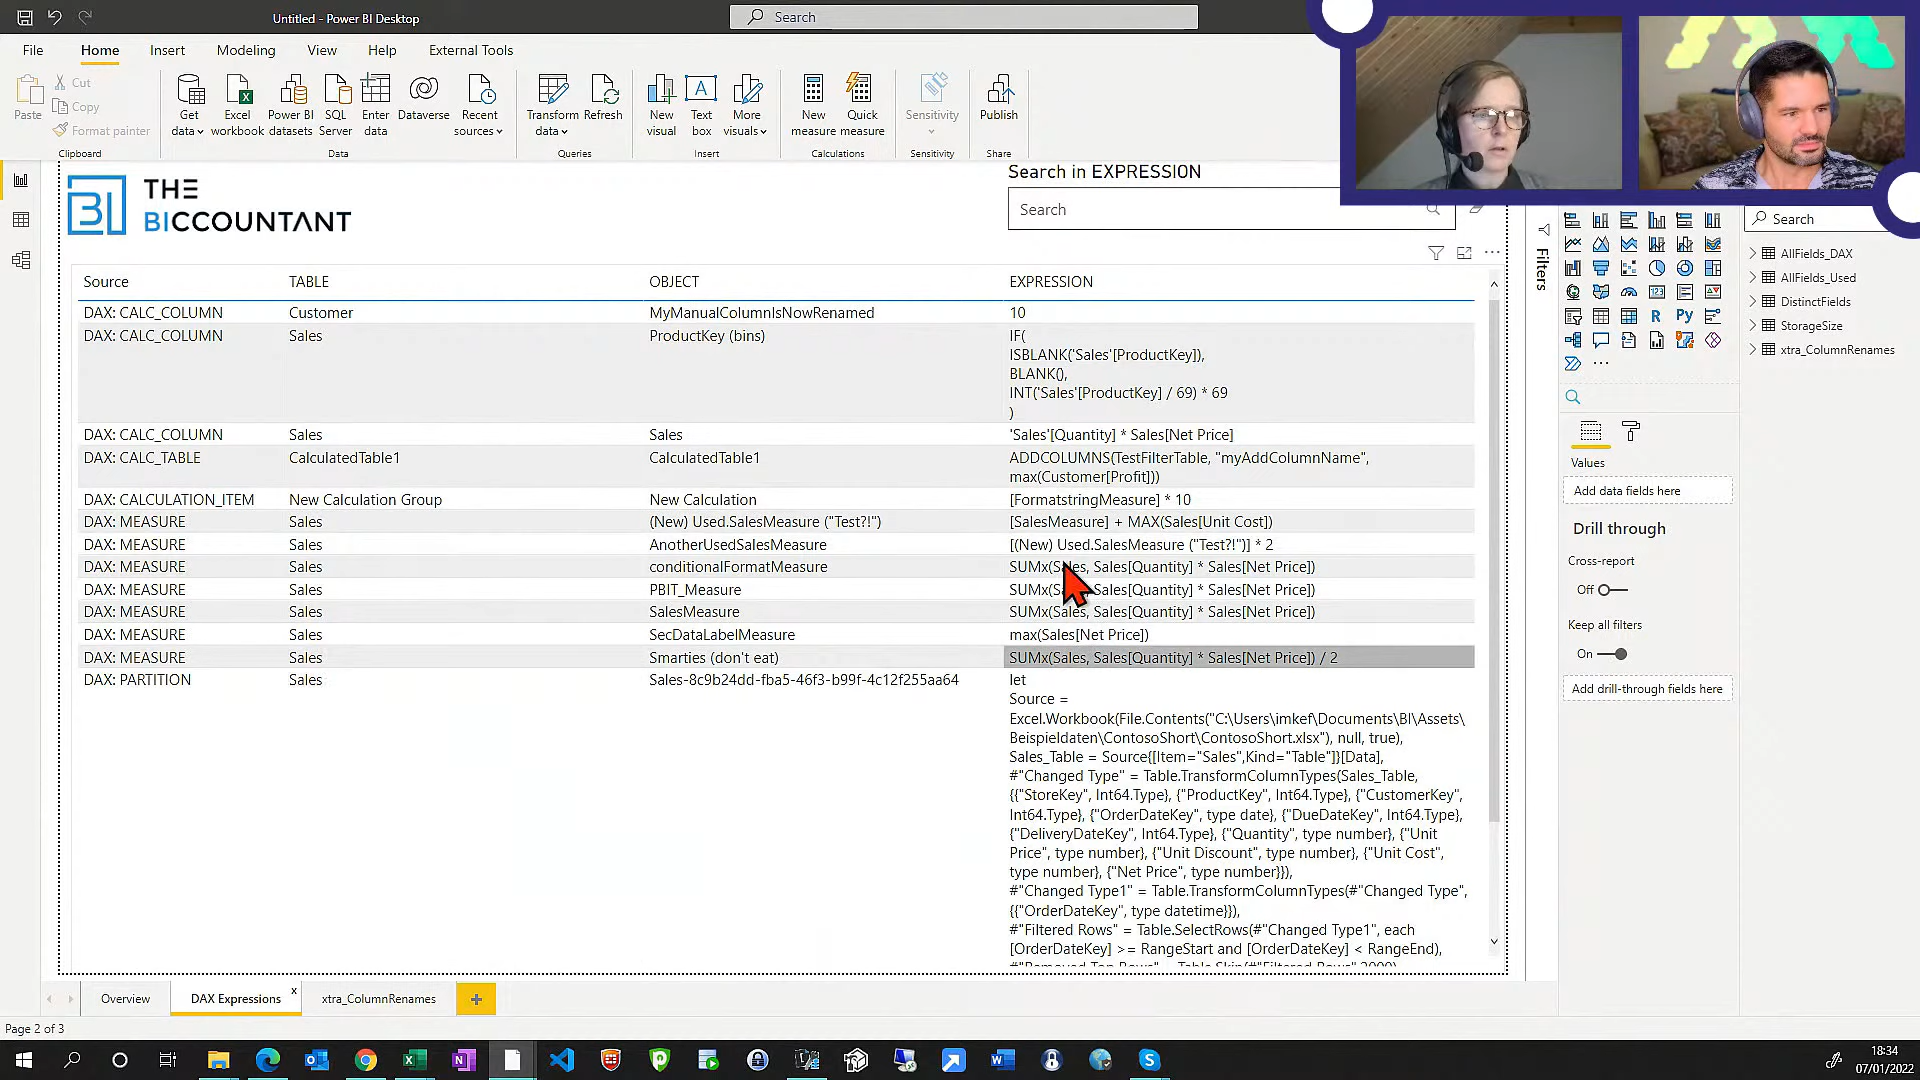 Untitled - Power BI Desktop
Search
File
Home
Insert
Modeling
View
Help
External Tools
Paste
Cut
Copy
Format painter
Clipboard
Get data
Excel workbook
Power BI datasets
SQL Server
Enter data
Dataverse
Recent sources
Data
Transform data
Refresh
Queries
New visual
Text box
More visuals
Insert
New measure
Quick measure
Calculations
Sensitivity
Sensitivity
Publish
Share
THE
BICCOUNTANT
Search in EXPRESSION
Search
Source TABLE OBJECT EXPRESSION
DAX: CALC_COLUMN Customer MyManualColumnIsNowRenamed 10
DAX: CALC_COLUMN Sales ProductKey (bins) IF(
ISBLANK('Sales'[ProductKey]),
BLANK(),
INT('Sales'[ProductKey] / 69) * 69
)
DAX: CALC_COLUMN Sales Sales 'Sales'[Quantity] * Sales[Net Price]
DAX: CALC_TABLE CalculatedTable1 CalculatedTable1 ADDCOLUMNS(TestFilterTable, "myAddColumnName",
max(Customer[Profit]))
DAX: CALCULATION_ITEM New Calculation Group New Calculation [FormatstringMeasure] * 10
DAX: MEASURE Sales (New) Used.SalesMeasure ("Test?!") [SalesMeasure] + MAX(Sales[Unit Cost])
DAX: MEASURE Sales AnotherUsedSalesMeasure [(New) Used.SalesMeasure ("Test?!")] * 2
DAX: MEASURE Sales conditionalFormatMeasure SUMx(Sales, Sales[Quantity] * Sales[Net Price])
DAX: MEASURE Sales PBIT_Measure SUMx(Sales, Sales[Quantity] * Sales[Net Price])
DAX: MEASURE Sales SalesMeasure SUMx(Sales, Sales[Quantity] * Sales[Net Price])
DAX: MEASURE Sales SecDataLabelMeasure max(Sales[Net Price])
DAX: MEASURE Sales Smarties (don't eat) SUMx(Sales, Sales[Quantity] * Sales[Net Price]) / 2
DAX: PARTITION Sales Sales-8c9b24dd-fba5-46f3-b99f-4c12f255aa64 let
Source =
Excel.Workbook(File.Contents("C:\Users\imkef\Documents\BI\Assets\
Beispieldaten\ContosoShort\ContosoShort.xlsx"), null, true),
Sales_Table = Source{[Item="Sales",Kind="Table"]}[Data],
#"Changed Type" = Table.TransformColumnTypes(Sales_Table,
{{"StoreKey", Int64.Type}, {"ProductKey", Int64.Type}, {"CustomerKey",
Int64.Type}, {"OrderDateKey", type date}, {"DueDateKey", Int64.Type},
{"DeliveryDateKey", Int64.Type}, {"Quantity", type number}, {"Unit
Price", type number}, {"Unit Discount", type number}, {"Unit Cost",
type number}, {"Net Price", type number}}),
#"Changed Type1" = Table.TransformColumnTypes(#"Changed Type",
{{"OrderDateKey", type datetime}}),
#"Filtered Rows" = Table.SelectRows(#"Changed Type1", each
[OrderDateKey] >= RangeStart and [OrderDateKey] < RangeEnd),
#"Removed Top Rows" = Table.Skip(#"Filtered Rows",2000)
Filters
Values
Add data fields here
Drill through
Cross-report
Off
Keep all filters
On
Add drill-through fields here
Search
AllFields_DAX
AllFields_Used
DistinctFields
StorageSize
xtra_ColumnRenames
Overview
DAX Expressions
xtra_ColumnRenames
Page 2 of 3
18:34
07/01/2022